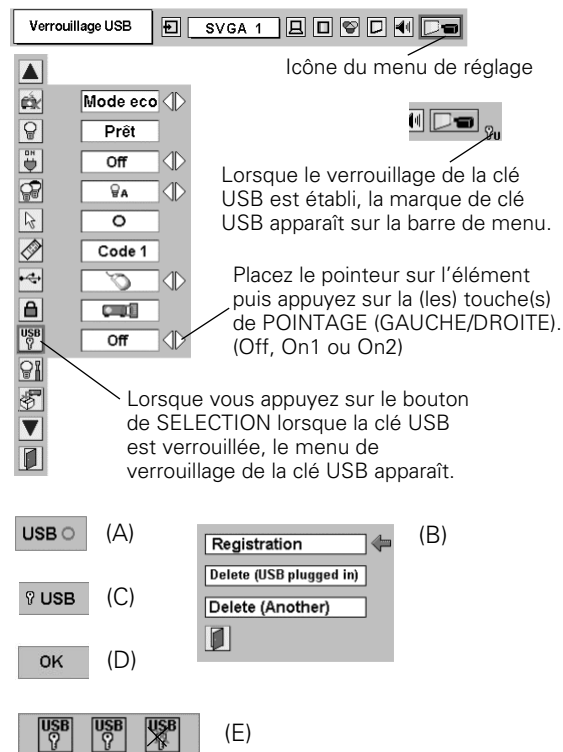 Verrouillage USB
SVGA 1
Icône du menu de réglage
Mode eco
Prêt
ON
Off
A
Code 1
USB
Off
U
Lorsque le verrouillage de la clé
USB est établi, la marque de clé
USB apparaît sur la barre de menu.
Placez le pointeur sur l’élément
puis appuyez sur la (les) touche(s)
de POINTAGE (GAUCHE/DROITE).
(Off, On1 ou On2)
Lorsque vous appuyez sur le bouton
de SELECTION lorsque la clé USB
est verrouillée, le menu de
verrouillage de la clé USB apparaît.
USB (A)
Registration (B)
Delete (USB plugged in)
Delete (Another)
USB (C)
OK (D)
USB USB USB (E)